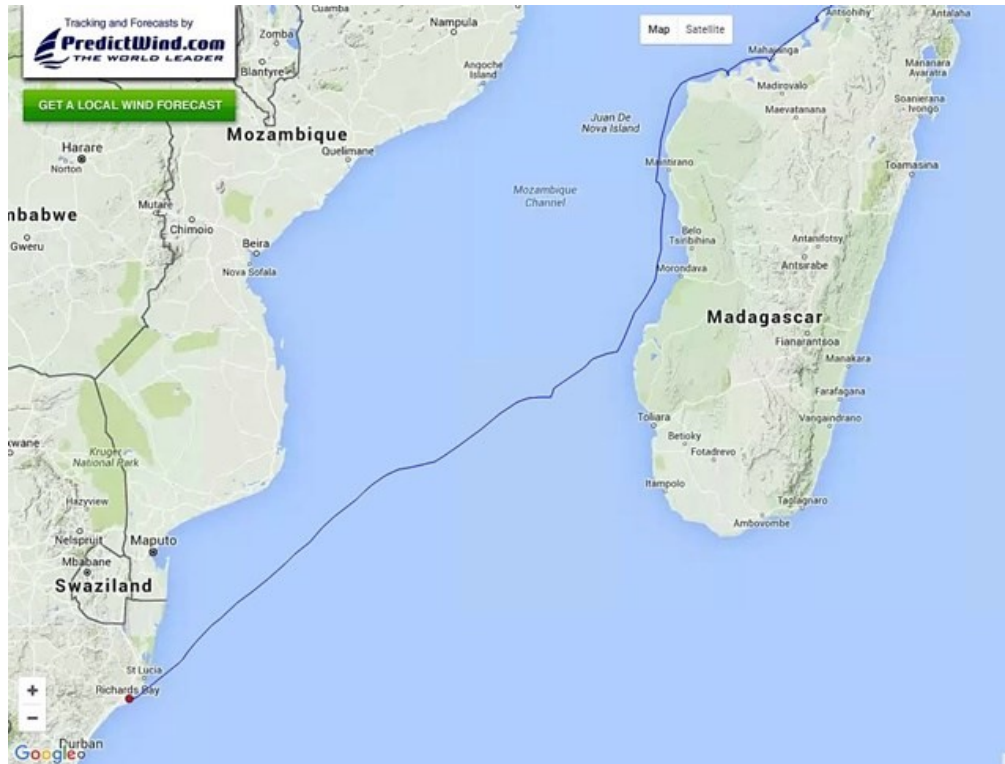 Tracking and Forecasts by
PredictWind.com
THE WORLD LEADER
GET A LOCAL WIND FORECAST
Map Satellite
Cuamba
Nampula
Zomba
Blantyre
Angoche
Island
Mozambique
Quelimane
Harare
Norton
Mutare
mbabwe
Chimoio
Gweru
Beira
Nova Sofala
Juan De
Nova Island
Mozambique
Channel
Antsohihy
Antalaha
Mahajanga
Mananara
Avaratra
Madirovalo
Soanierana
Ivongo
Maevatanana
Maintirano
Toamasina
Belo
Tsiribihina
Antanifotsy
Antsirabe
Morondava
Madagascar
Fianarantsoa
Manakara
Farafagana
Vangaindrano
Toliara
Betioky
Fotadrevo
Itampolo
Taolagnaro
Ambovombe
kwane
Kruger
National Park
Hazyview
Nelspruit
Maputo
Mbabane
Swaziland
St Lucia
Richards Bay
+
−
Durban
Google